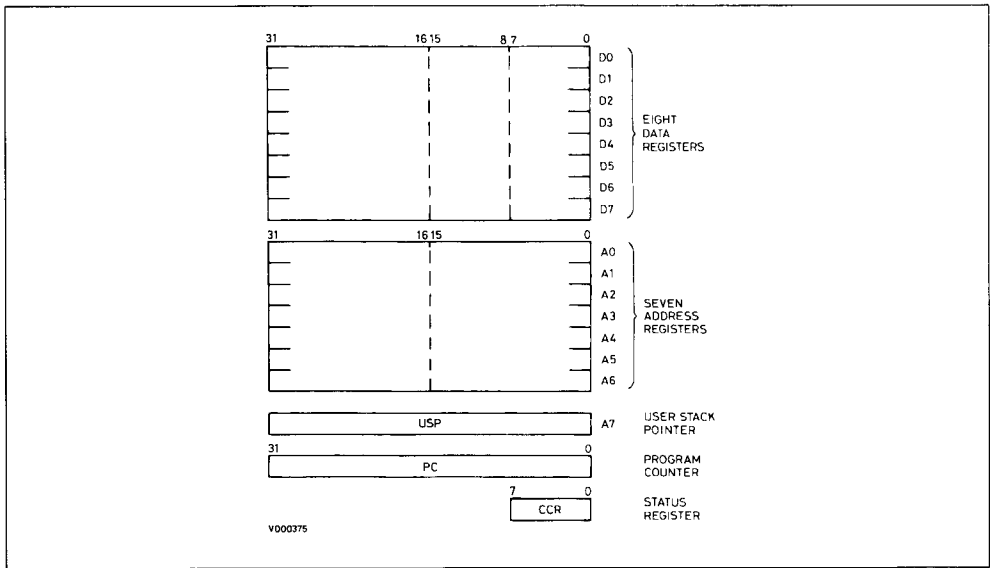 31 16 15 8 7 0
D0
D1
D2
D3
D4
D5
D6
D7
EIGHT
DATA
REGISTERS
31 16 15 0
A0
A1
A2
A3
A4
A5
A6
SEVEN
ADDRESS
REGISTERS
USP A7
USER STACK
POINTER
31 0
PC
PROGRAM
COUNTER
7 0
CCR
STATUS
REGISTER
V000375